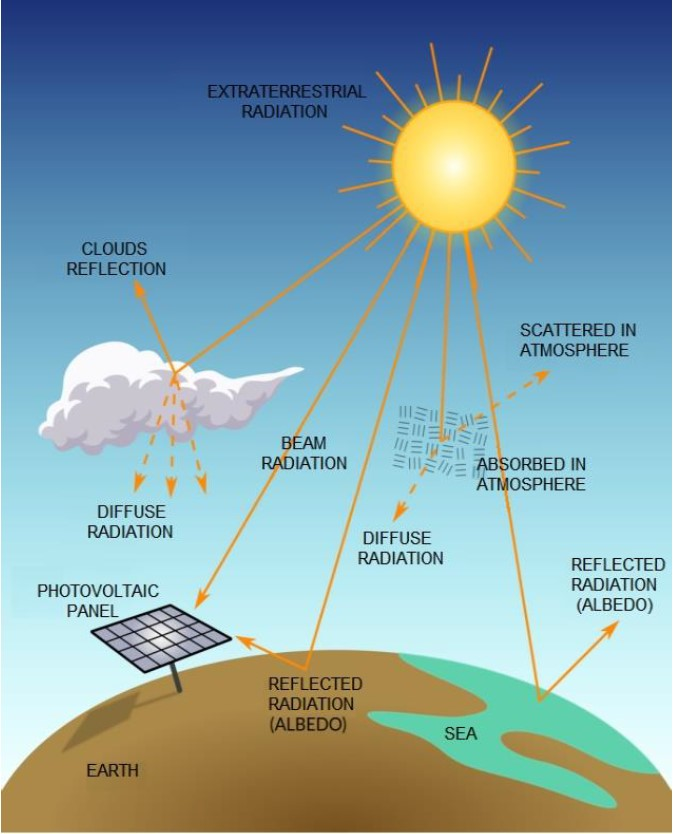 EXTRATERRESTRIAL
RADIATION
CLOUDS
REFLECTION
SCATTERED IN
ATMOSPHERE
BEAM
RADIATION
ABSORBED IN
ATMOSPHERE
DIFFUSE
RADIATION
DIFFUSE
RADIATION
REFLECTED
RADIATION
(ALBEDO)
PHOTOVOLTAIC
PANEL
REFLECTED
RADIATION
(ALBEDO)
SEA
EARTH